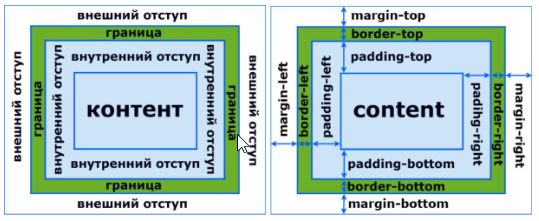 внешний отступ
граница
внутренний отступ
внешний отступ
граница
внутренний отступ
контент
внутренний отступ
граница
внешний отступ
внутренний отступ
граница
внешний отступ
margin-top
border-top
padding-top
margin-left
border-left
padding-left
content
pading-right
border-right
margin-right
padding-bottom
border-bottom
margin-bottom